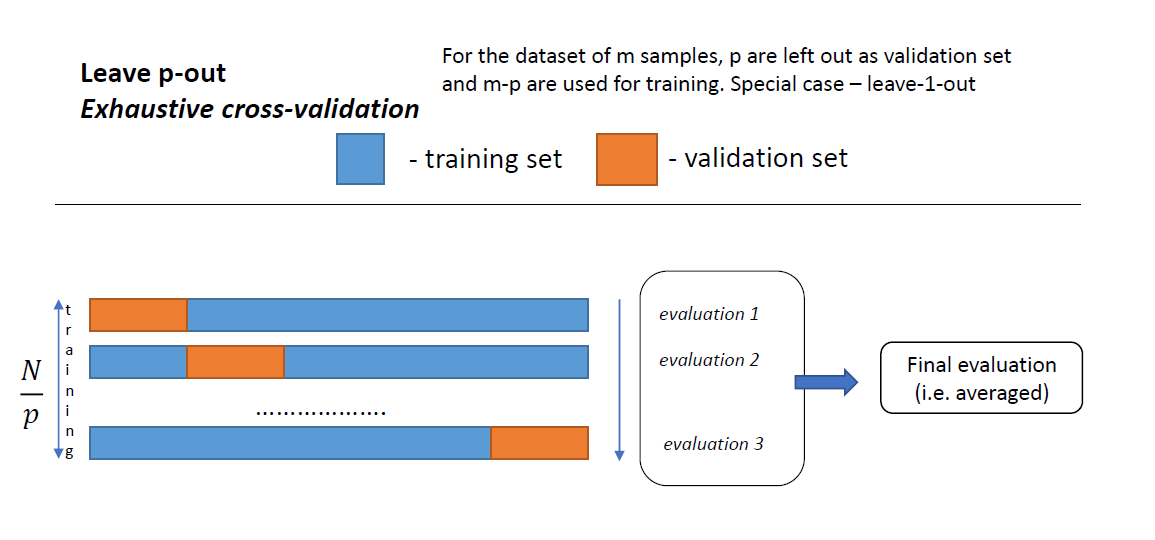 Leave p-out
Exhaustive cross-validation
For the dataset of m samples, p are left out as validation set
and m-p are used for training. Special case – leave-1-out
- training set
- validation set
N
p
training
evaluation 1
evaluation 2
………………….
evaluation 3
Final evaluation
(i.e. averaged)